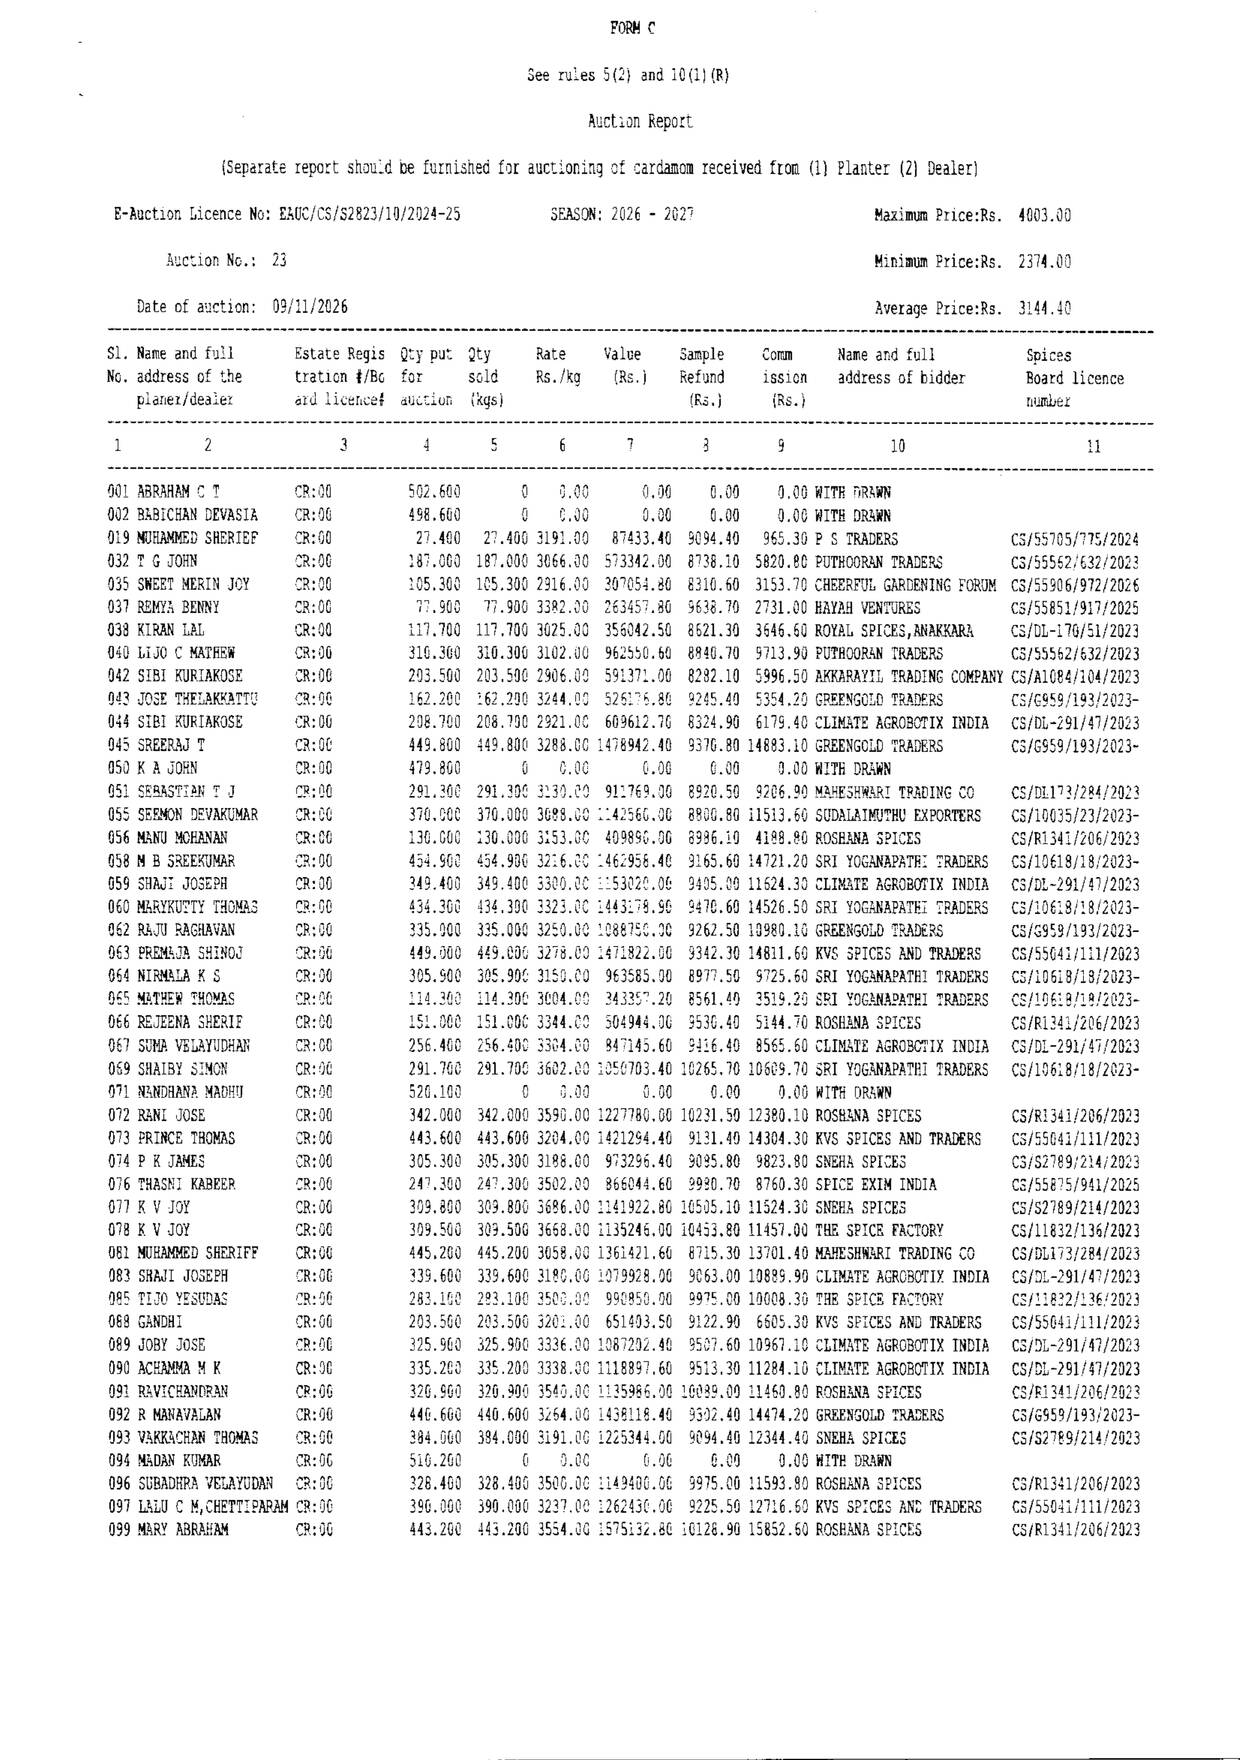 FORM C
See rules 5(2) and 10(1)(R)
Auction Report
(Separate report should be furnished for auctioning of cardamom received from (1) Planter (2) Dealer)
E-Auction Licence No: EAUC/CS/S2823/10/2024-25 SEASON: 2026 - 2027 Maximum Price:Rs. 4003.00
Auction No.: 23 Minimum Price:Rs. 2374.00
Date of auction: 09/11/2026 Average Price:Rs. 3144.40
Sl. Name and full Estate Regis Qty put Qty Rate Value Sample Comm Name and full Spices
No. address of the tration #/Bo for sold Rs./kg (Rs.) Refund ission address of bidder Board licence
planer/dealer ard licence# auction (kgs) (Rs.) (Rs.) number
1 2 3 4 5 6 7 8 9 10 11
001 ABRAHAM C T CR:00 502.600 0 0.00 0.00 0.00 0.00 WITH DRAWN
002 BABICHAN DEVASIA CR:00 498.600 0 0.00 0.00 0.00 0.00 WITH DRAWN
019 MUHAMMED SHERIEF CR:00 27.400 27.400 3191.00 87433.40 9094.40 965.30 P S TRADERS CS/55705/775/2024
032 T G JOHN CR:00 187.000 187.000 3066.00 573342.00 8738.10 5820.80 PUTHOORAN TRADERS CS/55562/632/2023
035 SWEET MERIN JOY CR:00 105.300 105.300 2916.00 307054.80 8310.60 3153.70 CHEERFUL GARDENING FORUM CS/55906/972/2026
037 REMYA BENNY CR:00 77.900 77.900 3382.00 263457.80 9638.70 2731.00 HAYAH VENTURES CS/55851/917/2025
038 KIRAN LAL CR:00 117.700 117.700 3025.00 356042.50 8621.30 3646.60 ROYAL SPICES,ANAKKARA CS/DL-170/51/2023
040 LIJO C MATHEW CR:00 310.300 310.300 3102.00 962550.60 8840.70 9713.90 PUTHOORAN TRADERS CS/55562/632/2023
042 SIBI KURIAKOSE CR:00 203.500 203.500 2906.00 591371.00 8282.10 5996.50 AKKARAYIL TRADING COMPANY CS/A1084/104/2023
043 JOSE THELAKKATTU CR:00 162.200 162.200 3244.00 526176.80 9245.40 5354.20 GREENGOLD TRADERS CS/G959/193/2023-
044 SIBI KURIAKOSE CR:00 208.700 208.700 2921.00 609612.70 8324.90 6179.40 CLIMATE AGROBOTIX INDIA CS/DL-291/47/2023
045 SREERAJ T CR:00 449.800 449.800 3288.00 1478942.40 9370.80 14883.10 GREENGOLD TRADERS CS/G959/193/2023-
050 K A JOHN CR:00 479.800 0 0.00 0.00 0.00 0.00 WITH DRAWN
051 SEBASTIAN T J CR:00 291.300 291.300 3130.00 911769.00 8920.50 9206.90 MAHESHWARI TRADING CO CS/DL173/284/2023
055 SEEMON DEVAKUMAR CR:00 370.000 370.000 3088.00 1142560.00 8800.80 11513.60 SUDALAIMUTHU EXPORTERS CS/10035/23/2023-
056 MANU MOHANAN CR:00 130.000 130.000 3153.00 409890.00 8986.10 4188.80 ROSHANA SPICES CS/R1341/206/2023
058 M B SREEKUMAR CR:00 454.900 454.900 3216.00 1462958.40 9165.60 14721.20 SRI YOGANAPATHI TRADERS CS/10618/18/2023-
059 SHAJI JOSEPH CR:00 349.400 349.400 3300.00 1153020.00 9405.00 11624.30 CLIMATE AGROBOTIX INDIA CS/DL-291/47/2023
060 MARYKUTTY THOMAS CR:00 434.300 434.300 3323.00 1443178.90 9470.60 14526.50 SRI YOGANAPATHI TRADERS CS/10618/18/2023-
062 RAJU RAGHAVAN CR:00 335.000 335.000 3250.00 1088750.00 9262.50 10980.10 GREENGOLD TRADERS CS/G959/193/2023-
063 PREMAJA SHINOJ CR:00 449.000 449.000 3278.00 1471822.00 9342.30 14811.60 KVS SPICES AND TRADERS CS/55041/111/2023
064 NIRMALA K S CR:00 305.900 305.900 3150.00 963585.00 8977.50 9725.60 SRI YOGANAPATHI TRADERS CS/10618/18/2023-
065 MATHEW THOMAS CR:00 114.300 114.300 3004.00 343357.20 8561.40 3519.20 SRI YOGANAPATHI TRADERS CS/10618/18/2023-
066 REJEENA SHERIF CR:00 151.000 151.000 3344.00 504944.00 9530.40 5144.70 ROSHANA SPICES CS/R1341/206/2023
067 SUMA VELAYUDHAN CR:00 256.400 256.400 3304.00 847145.60 9416.40 8565.60 CLIMATE AGROBOTIX INDIA CS/DL-291/47/2023
069 SHAIBY SIMON CR:00 291.700 291.700 3602.00 1050703.40 10265.70 10609.70 SRI YOGANAPATHI TRADERS CS/10618/18/2023-
071 NANDHANA MADHU CR:00 520.100 0 0.00 0.00 0.00 0.00 WITH DRAWN
072 RANI JOSE CR:00 342.000 342.000 3590.00 1227780.00 10231.50 12380.10 ROSHANA SPICES CS/R1341/206/2023
073 PRINCE THOMAS CR:00 443.600 443.600 3204.00 1421294.40 9131.40 14304.30 KVS SPICES AND TRADERS CS/55041/111/2023
074 P K JAMES CR:00 305.300 305.300 3188.00 973296.40 9085.80 9823.80 SNEHA SPICES CS/S2789/214/2023
076 THASNI KABEER CR:00 247.300 247.300 3502.00 866044.60 9980.70 8760.30 SPICE EXIM INDIA CS/55875/941/2025
077 K V JOY CR:00 309.800 309.800 3686.00 1141922.80 10505.10 11524.30 SNEHA SPICES CS/S2789/214/2023
078 K V JOY CR:00 309.500 309.500 3668.00 1135246.00 10453.80 11457.00 THE SPICE FACTORY CS/11832/136/2023
081 MUHAMMED SHERIFF CR:00 445.200 445.200 3058.00 1361421.60 8715.30 13701.40 MAHESHWARI TRADING CO CS/DL173/284/2023
083 SHAJI JOSEPH CR:00 339.600 339.600 3180.00 1079928.00 9063.00 10889.90 CLIMATE AGROBOTIX INDIA CS/DL-291/47/2023
085 TIJO YESUDAS CR:00 283.100 283.100 3500.00 990850.00 9975.00 10008.30 THE SPICE FACTORY CS/11832/136/2023
088 GANDHI CR:00 203.500 203.500 3201.00 651403.50 9122.90 6605.30 KVS SPICES AND TRADERS CS/55041/111/2023
089 JOBY JOSE CR:00 325.900 325.900 3336.00 1087202.40 9507.60 10967.10 CLIMATE AGROBOTIX INDIA CS/DL-291/47/2023
090 ACHAMMA M K CR:00 335.200 335.200 3338.00 1118897.60 9513.30 11284.10 CLIMATE AGROBOTIX INDIA CS/DL-291/47/2023
091 RAVICHANDRAN CR:00 320.900 320.900 3540.00 1135986.00 10089.00 11460.80 ROSHANA SPICES CS/R1341/206/2023
092 R MANAVALAN CR:00 440.600 440.600 3264.00 1438118.40 9302.40 14474.20 GREENGOLD TRADERS CS/G959/193/2023-
093 VAKKACHAN THOMAS CR:00 384.000 384.000 3191.00 1225344.00 9094.40 12344.40 SNEHA SPICES CS/S2789/214/2023
094 MADAN KUMAR CR:00 510.200 0 0.00 0.00 0.00 0.00 WITH DRAWN
096 SUBADHRA VELAYUDAN CR:00 328.400 328.400 3500.00 1149400.00 9975.00 11593.80 ROSHANA SPICES CS/R1341/206/2023
097 LALU C M,CHETTIPARAM CR:00 390.000 390.000 3237.00 1262430.00 9225.50 12716.60 KVS SPICES AND TRADERS CS/55041/111/2023
099 MARY ABRAHAM CR:00 443.200 443.200 3554.00 1575132.80 10128.90 15852.60 ROSHANA SPICES CS/R1341/206/2023